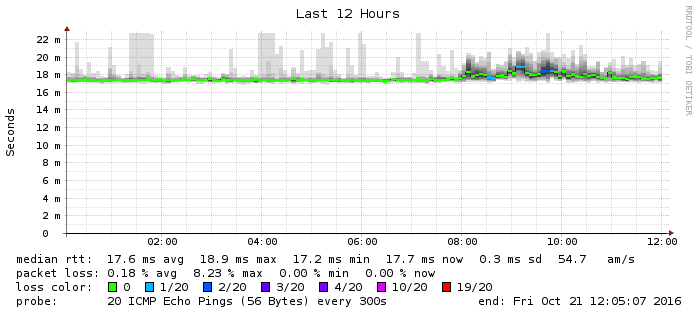 Last 12 Hours
RRDTOOL / TOBI OETIKER
Seconds
22 m
20 m
18 m
16 m
14 m
12 m
10 m
8 m
6 m
4 m
2 m
0
02:00 04:00 06:00 08:00 10:00 12:00
median rtt: 17.6 ms avg 18.9 ms max 17.2 ms min 17.7 ms now 0.3 ms sd 54.7 am/s
packet loss: 0.18 % avg 8.23 % max 0.00 % min 0.00 % now
loss color: 0 1/20 2/20 3/20 4/20 10/20 19/20
probe: 20 ICMP Echo Pings (56 Bytes) every 300s end: Fri Oct 21 12:05:07 2016